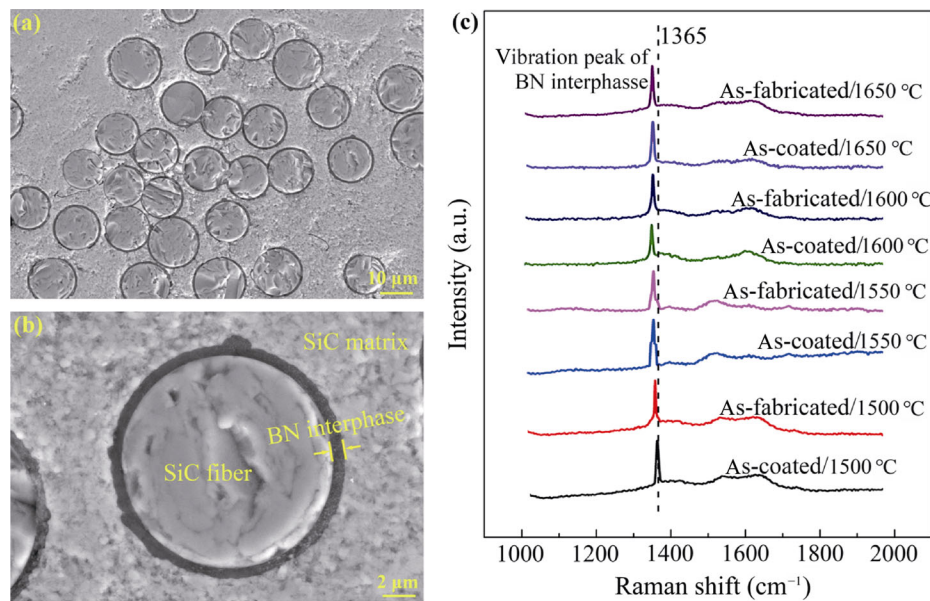 (a)
10 μm
(b)
SiC matrix
BN interphase
SiC fiber
2 μm
(c)
1365
Vibration peak of
BN interphasse
As-fabricated/1650 ℃
As-coated/1650 ℃
As-fabricated/1600 ℃
As-coated/1600 ℃
As-fabricated/1550 ℃
As-coated/1550 ℃
As-fabricated/1500 ℃
As-coated/1500 ℃
Intensity (a.u.)
1000 1200 1400 1600 1800 2000
Raman shift (cm⁻¹)